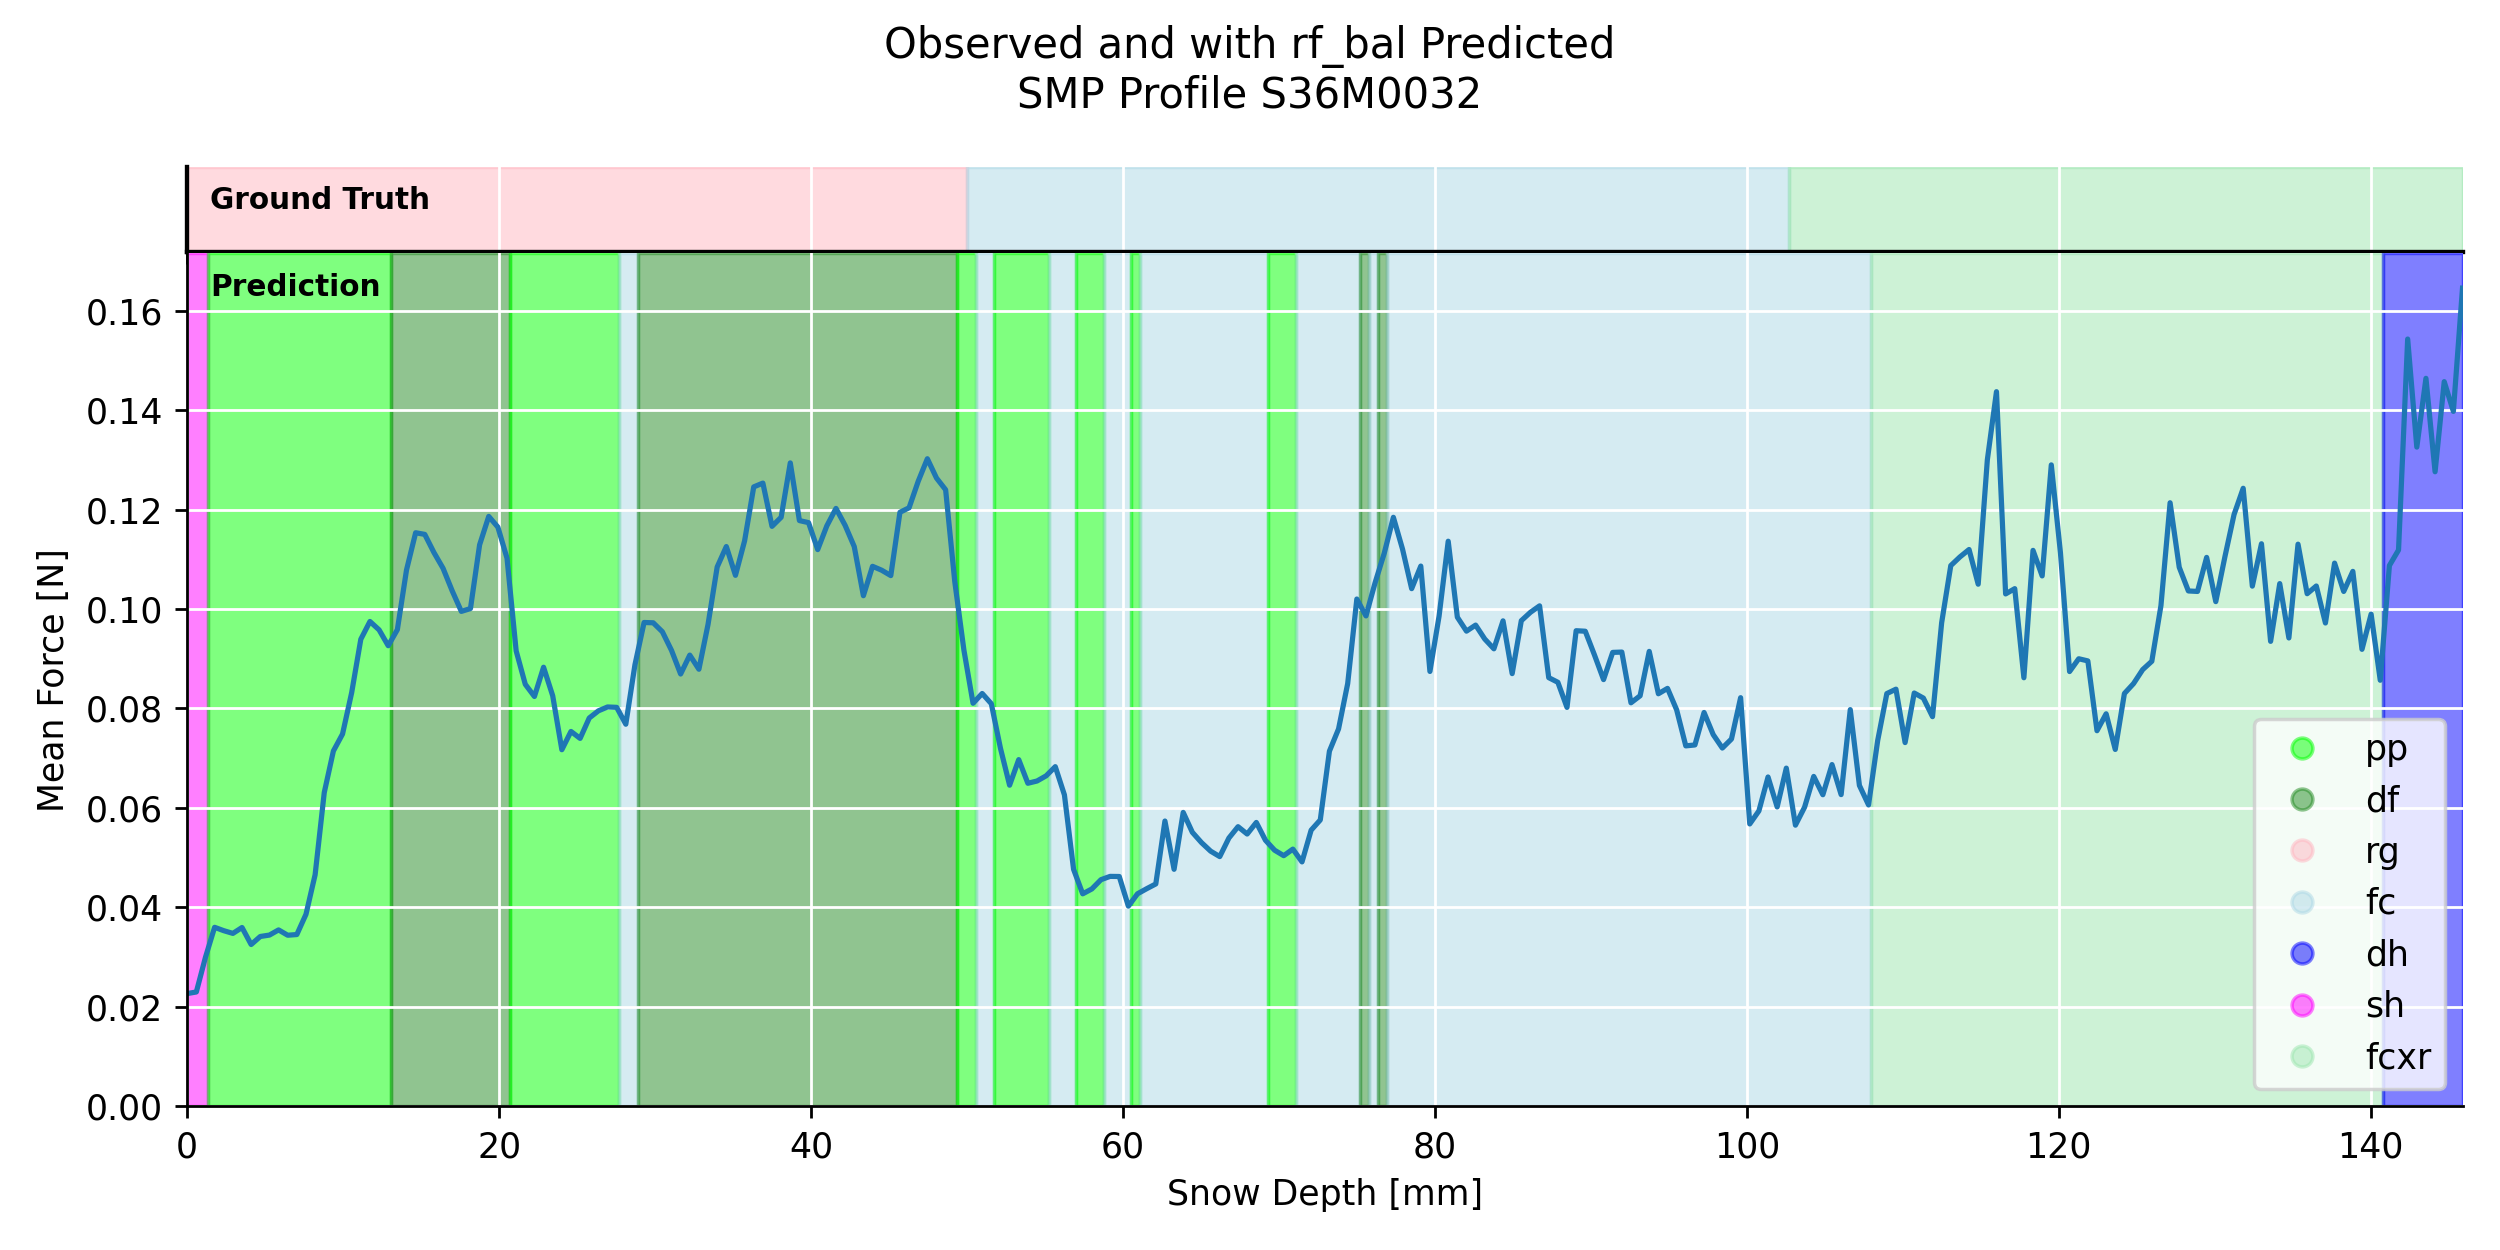 Observed and with rf_bal Predicted
SMP Profile S36M0032
Ground Truth
Prediction
0.16
0.14
0.12
0.10
0.08
0.06
0.04
0.02
0.00
Mean Force [N]
0 20 40 60 80 100 120 140
Snow Depth [mm]
pp
df
rg
fc
dh
sh
fcxr